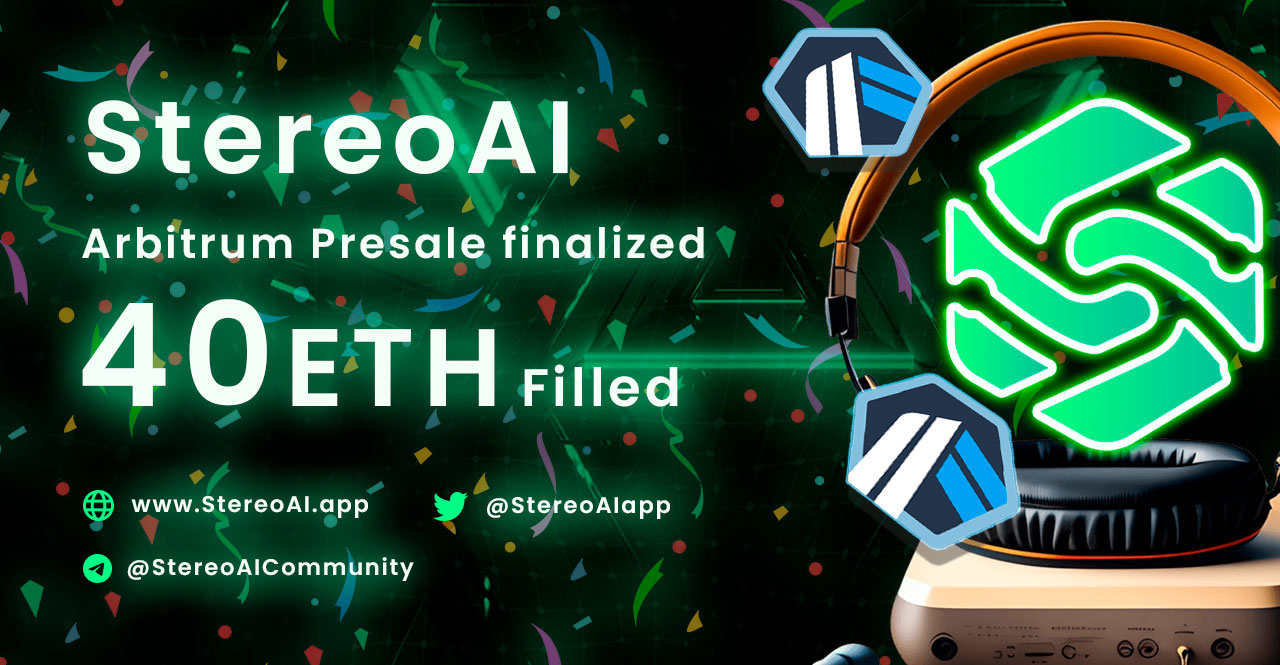 StereoAI
Arbitrum Presale finalized
40 ETH Filled
www.StereoAI.app
@StereoAIapp
@StereoAICommunity